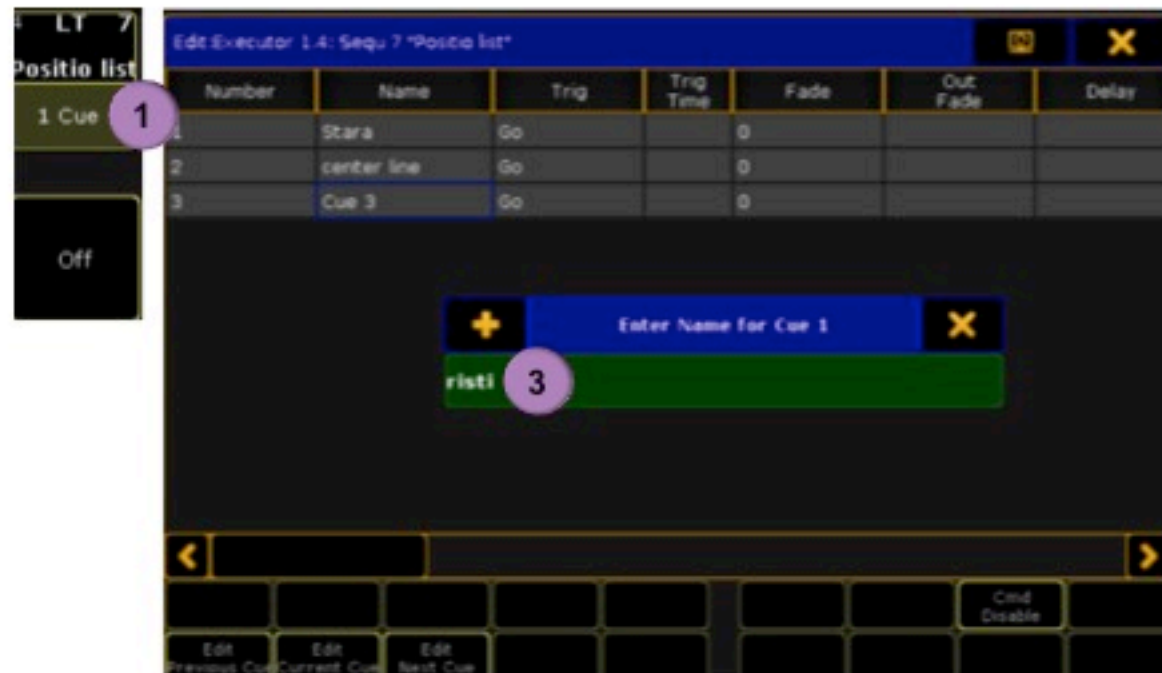 LT 7
Positio list
1 Cue
1
Off
Edit Executor 1.4: Sequ 7 "Positio list"
Number Name Trig Trig Time Fade Out Fade Delay
Stara Go 0
2 center line Go 0
3 Cue 3 Go 0
Enter Name for Cue 1
risti
3
Cmd
Disable
Edit Edit Edit
Previous Cue Current Cue Next Cue